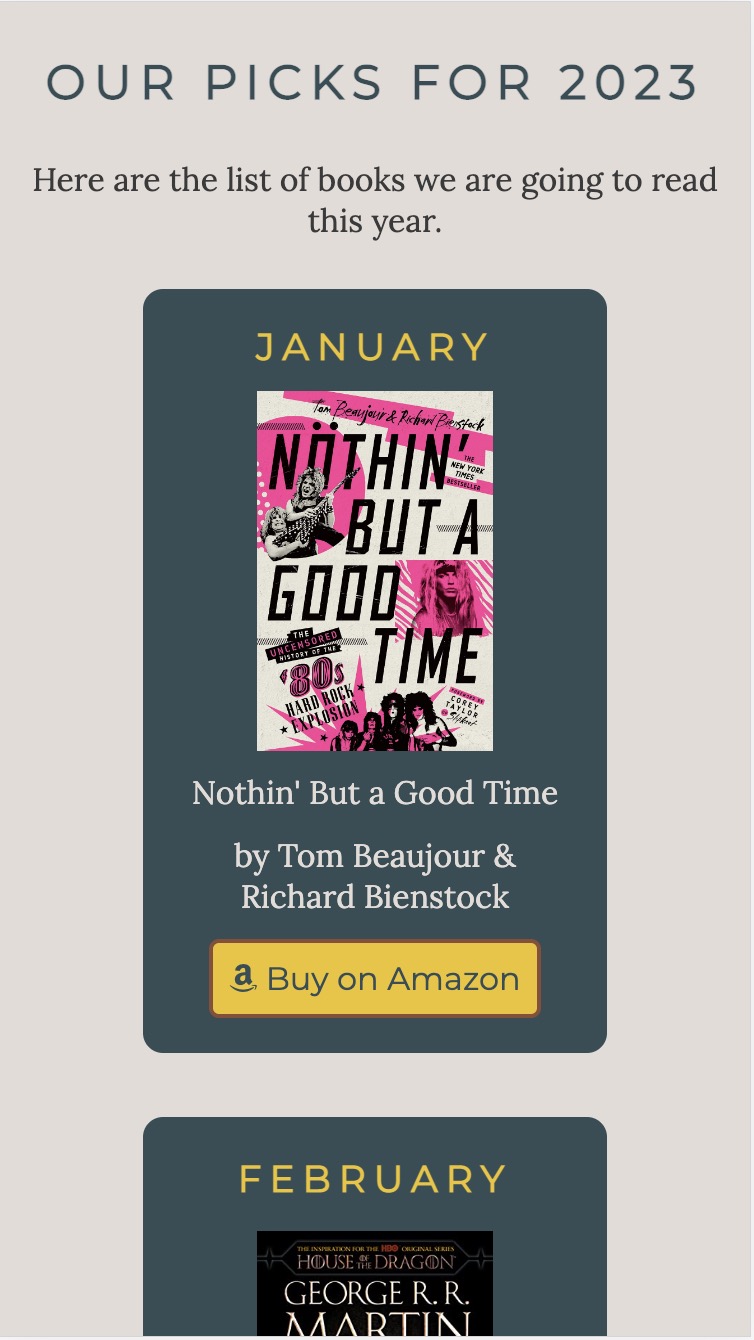 OUR PICKS FOR 2023
Here are the list of books we are going to read
this year.
JANUARY
Tom Beaujour & Richard Bienstock
NÖTHIN'
THE
NEW YORK
TIMES
BESTSELLER
BUT A
GOOD
TIME
THE
UNCENSORED
HISTORY OF THE
'80s
HARD ROCK
EXPLOSION
FOREWORD BY
COREY
TAYLOR
OF Slipknot
Nothin' But a Good Time
by Tom Beaujour &
Richard Bienstock
a Buy on Amazon
FEBRUARY
THE INSPIRATION FOR THE HBO ORIGINAL SERIES
HOUSE OF THE DRAGON
GEORGE R. R.
MARTIN